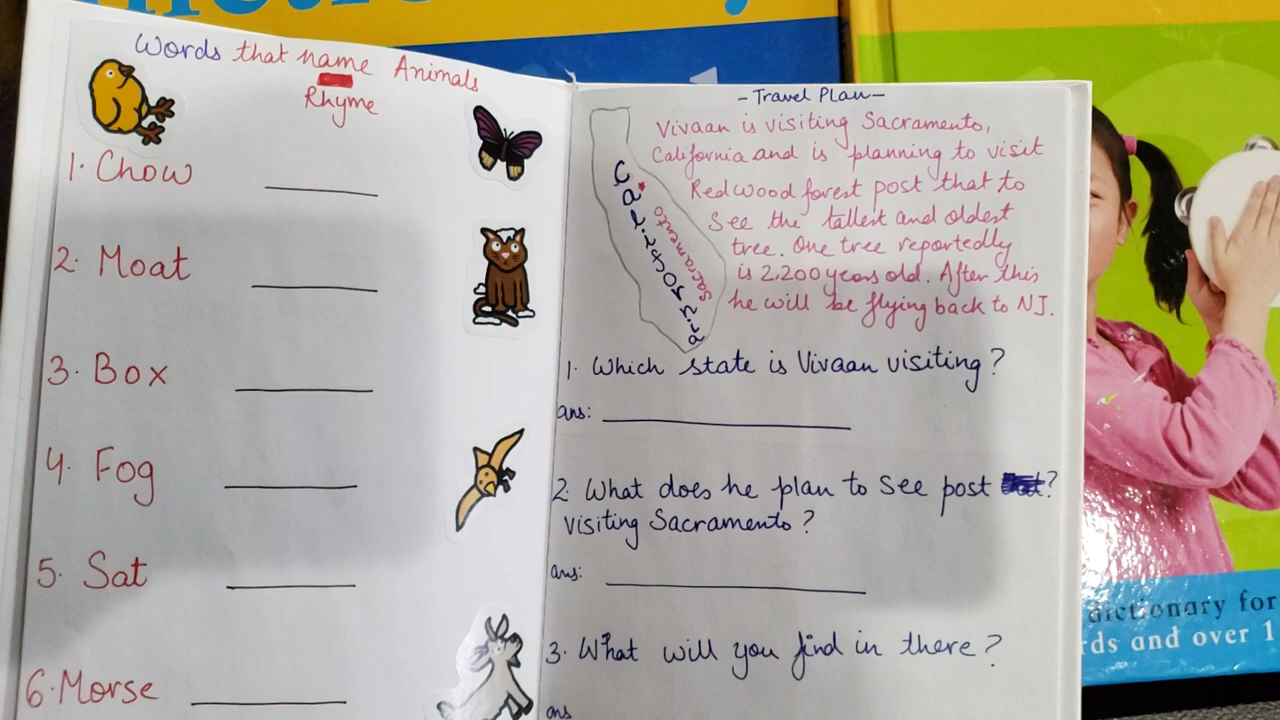 Words that name Animals
Rhyme
1. Chow
2. Moat
3. Box
4. Fog
5. Sat
6. Morse
- Travel Plan -
Vivaan is visiting Sacramento,
California and is planning to visit
Redwood forest post that to
see the tallest and oldest
tree. One tree reportedly
is 2,200 years old. After this
he will be flying back to NJ.
Sacramento
1. Which state is Vivaan visiting?
ans:
2. What does he plan to see post ?
visiting Sacramento?
ans:
3. What will you find in there?
ans
dictionary for
rds and over 1